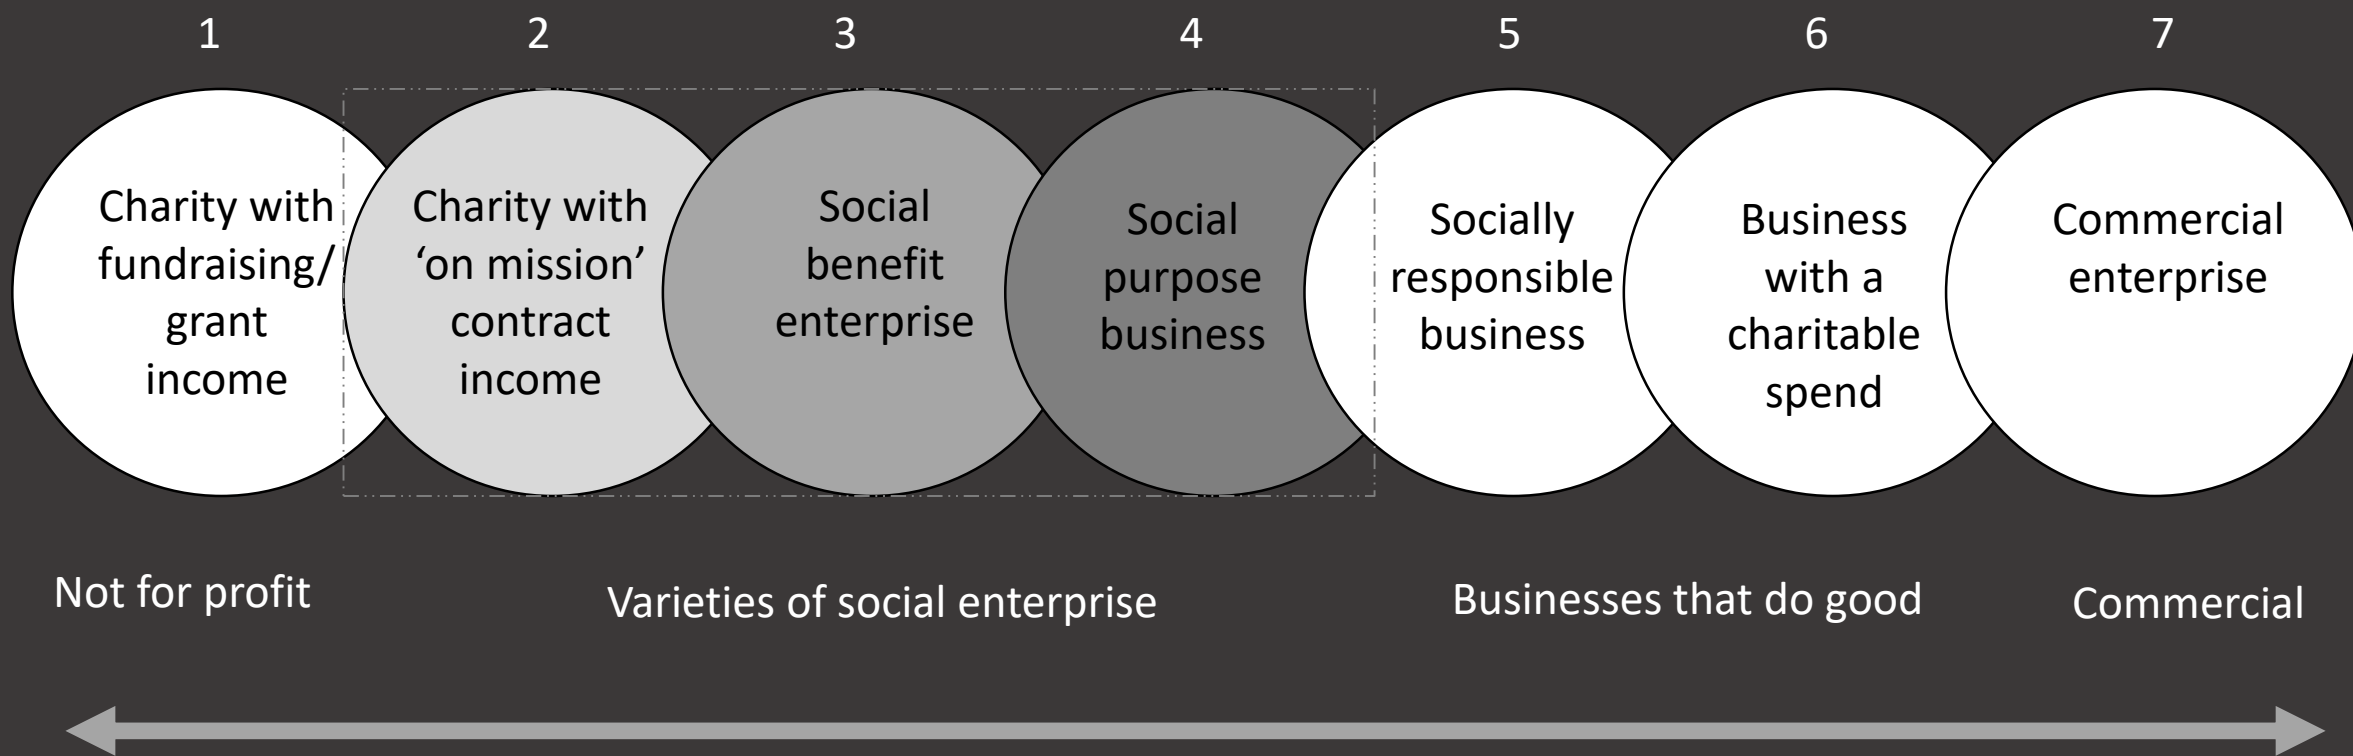 1 2 3 4 5 6 7
Charity with
fundraising/
grant
income
Charity with
‘on mission’
contract
income
Social
benefit
enterprise
Social
purpose
business
Socially
responsible
business
Business
with a
charitable
spend
Commercial
enterprise
Not for profit
Varieties of social enterprise
Businesses that do good
Commercial